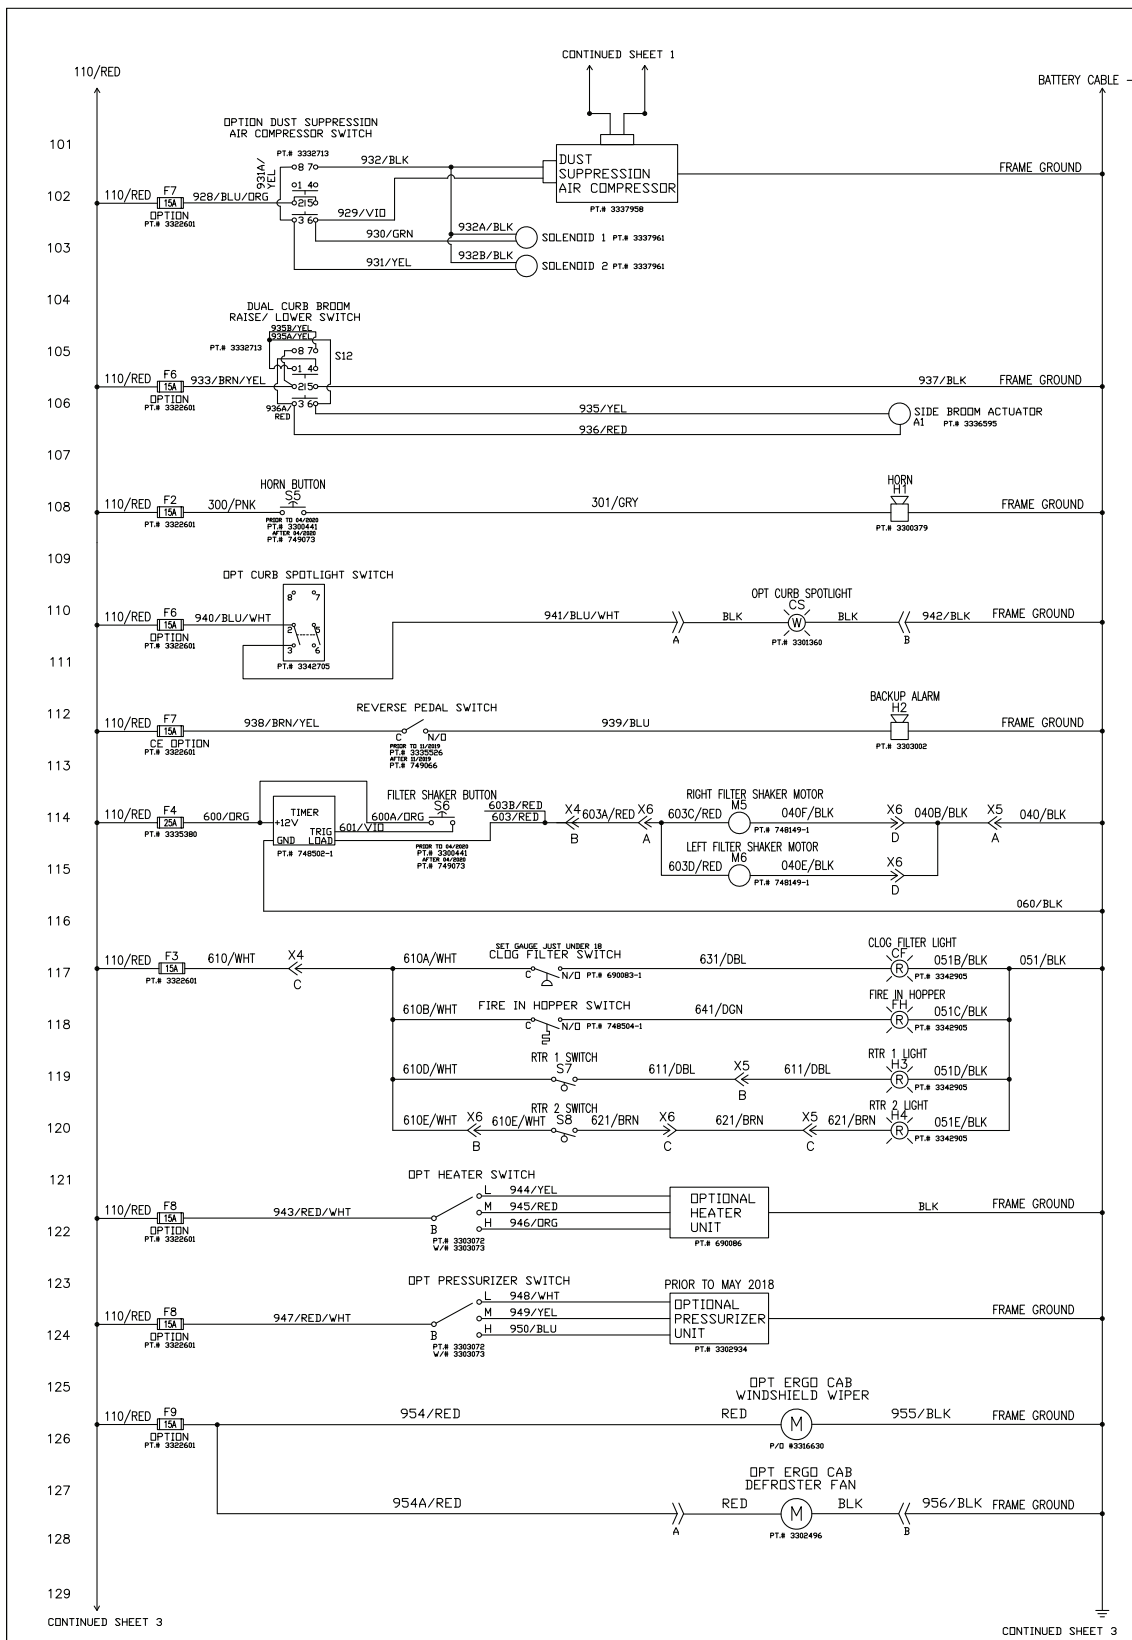 CONTINUED SHEET 1
110/RED
BATTERY CABLE -
101
OPTION DUST SUPPRESSION
AIR COMPRESSOR SWITCH
PT.# 3332713
931A/
YEL
8 7
1 4
2 5
3 6
932/BLK
DUST
SUPPRESSION
AIR COMPRESSOR
PT.# 3337958
FRAME GROUND
102
110/RED
F7
15A
OPTION
PT.# 3322601
928/BLU/ORG
929/VIO
932A/BLK
930/GRN
SOLENOID 1 PT.# 3337961
103
932B/BLK
931/YEL
SOLENOID 2 PT.# 3337961
104
DUAL CURB BROOM
RAISE/ LOWER SWITCH
935B/YEL
935A/YEL
PT.# 3332713
8 7
1 4
2 5
3 6
S12
105
110/RED
F6
15A
OPTION
PT.# 3322601
933/BRN/YEL
937/BLK
FRAME GROUND
106
936A/
RED
935/YEL
936/RED
SIDE BROOM ACTUATOR
A1 PT.# 3336595
107
HORN BUTTON
S5
HORN
H1
108
110/RED
F2
15A
PT.# 3322601
300/PNK
PRIOR TO 04/2020
PT.# 3300441
AFTER 04/2020
PT.# 749073
301/GRY
PT.# 3300379
FRAME GROUND
109
OPT CURB SPOTLIGHT SWITCH
8 7
2 5
3 6
PT.# 3342705
110
110/RED
F6
15A
OPTION
PT.# 3322601
940/BLU/WHT
941/BLU/WHT
A
BLK
OPT CURB SPOTLIGHT
CS
W
PT.# 3301360
BLK
B
942/BLK
FRAME GROUND
111
112
110/RED
F7
15A
CE OPTION
PT.# 3322601
938/BRN/YEL
REVERSE PEDAL SWITCH
C N/O
PRIOR TO 11/2019
PT.# 3335526
AFTER 11/2019
PT.# 749066
939/BLU
BACKUP ALARM
H2
PT.# 3303002
FRAME GROUND
113
114
110/RED
F4
25A
PT.# 3335380
600/ORG
TIMER
+12V
TRIG
GND LOAD
PT.# 748502-1
FILTER SHAKER BUTTON
S6
600A/ORG
601/VIO
PRIOR TO 04/2020
PT.# 3300441
AFTER 04/2020
PT.# 749073
603B/RED
603/RED
X4
B
603A/RED
X6
A
RIGHT FILTER SHAKER MOTOR
603C/RED
M5
PT.# 748149-1
040F/BLK
X6
D
040B/BLK
X5
A
040/BLK
115
LEFT FILTER SHAKER MOTOR
603D/RED
M6
PT.# 748149-1
040E/BLK
X6
D
060/BLK
116
117
110/RED
F3
15A
PT.# 3322601
610/WHT
X4
C
610A/WHT
SET GAUGE JUST UNDER 18
CLOG FILTER SWITCH
C N/O PT.# 690083-1
631/DBL
CLOG FILTER LIGHT
CF
R
PT.# 3342905
051B/BLK
051/BLK
118
610B/WHT
FIRE IN HOPPER SWITCH
C N/O PT.# 748504-1
641/DGN
FIRE IN HOPPER
FH
R
PT.# 3342905
051C/BLK
119
610D/WHT
RTR 1 SWITCH
S7
611/DBL
X5
B
611/DBL
RTR 1 LIGHT
H3
R
PT.# 3342905
051D/BLK
120
610E/WHT
X6
B
610E/WHT
RTR 2 SWITCH
S8
621/BRN
X6
C
621/BRN
X5
C
621/BRN
RTR 2 LIGHT
H4
R
PT.# 3342905
051E/BLK
121
OPT HEATER SWITCH
110/RED
F8
15A
OPTION
PT.# 3322601
943/RED/WHT
B
L 944/YEL
M 945/RED
H 946/ORG
PT.# 3303072
W/# 3303073
OPTIONAL
HEATER
UNIT
PT.# 690086
BLK
FRAME GROUND
122
123
OPT PRESSURIZER SWITCH
PRIOR TO MAY 2018
110/RED
F8
15A
OPTION
PT.# 3322601
947/RED/WHT
B
L 948/WHT
M 949/YEL
H 950/BLU
PT.# 3303072
W/# 3303073
OPTIONAL
PRESSURIZER
UNIT
PT.# 3302934
FRAME GROUND
124
125
OPT ERGO CAB
WINDSHIELD WIPER
110/RED
F9
15A
OPTION
PT.# 3322601
954/RED
RED
M
P/O #3316630
955/BLK
FRAME GROUND
126
127
OPT ERGO CAB
DEFROSTER FAN
954A/RED
A
RED
M
PT.# 3302496
BLK
B
956/BLK
FRAME GROUND
128
129
CONTINUED SHEET 3
CONTINUED SHEET 3